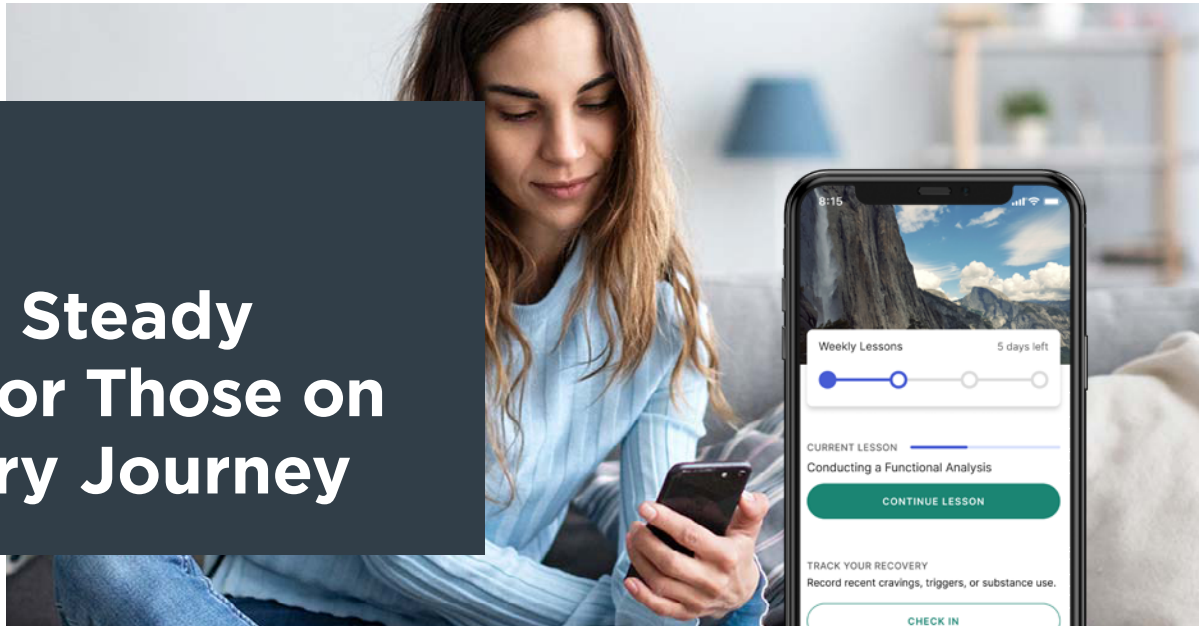 Steady
or Those on
ry Journey
8:15
Weekly Lessons 5 days left
CURRENT LESSON
Conducting a Functional Analysis
CONTINUE LESSON
TRACK YOUR RECOVERY
Record recent cravings, triggers, or substance use.
CHECK IN